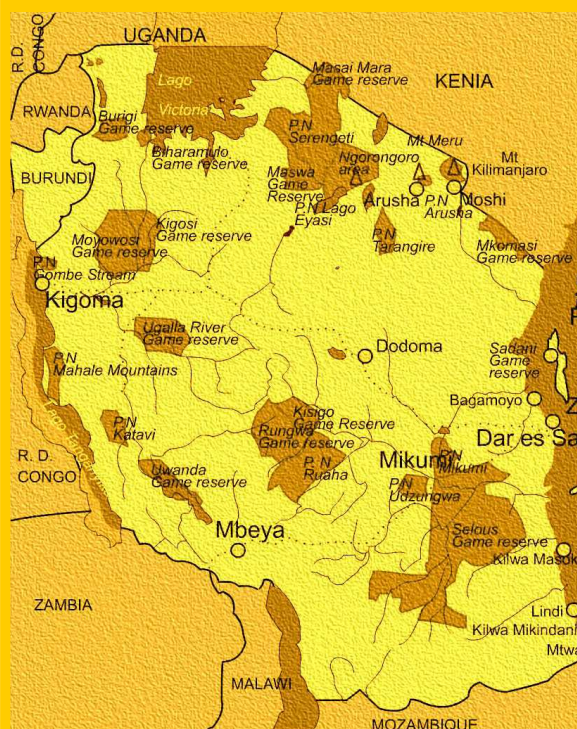 UGANDA
R.D.
CONGO
KENIA
RWANDA
BURUNDI
Lago
Victoria
Masai Mara
Game reserve
Burigi
Game reserve
Biharamulo
Game reserve
P.N
Serengeti
Ngorongoro
area
Mt Meru
Mt
Kilimanjaro
Maswa
Game
Reserve
P.N Lago
Eyasi
Arusha
P.N
Arusha
Moshi
P.N
Tarangire
Mkomasi
Game reserve
Kigosi
Game reserve
Moyowosi
Game reserve
P.N
Gombe Stream
Kigoma
Ugalla River
Game reserve
Dodoma
Sadani
Game
reserve
P.N
Mahale Mountains
Bagamoyo
Z
Dar es Sa
P.N
Katavi
Kisigo
Game Reserve
Rungwa
Game reserve
P. N
Ruaha
Mikumi
P.N
Mikumi
P.N
Udzungwa
R. D.
CONGO
Uwanda
Game reserve
Mbeya
Selous
Game reserve
Kilwa Masok
ZAMBIA
Lindi
Kilwa Mikindani
Mtwa
MALAWI
MOZAMBIQUE